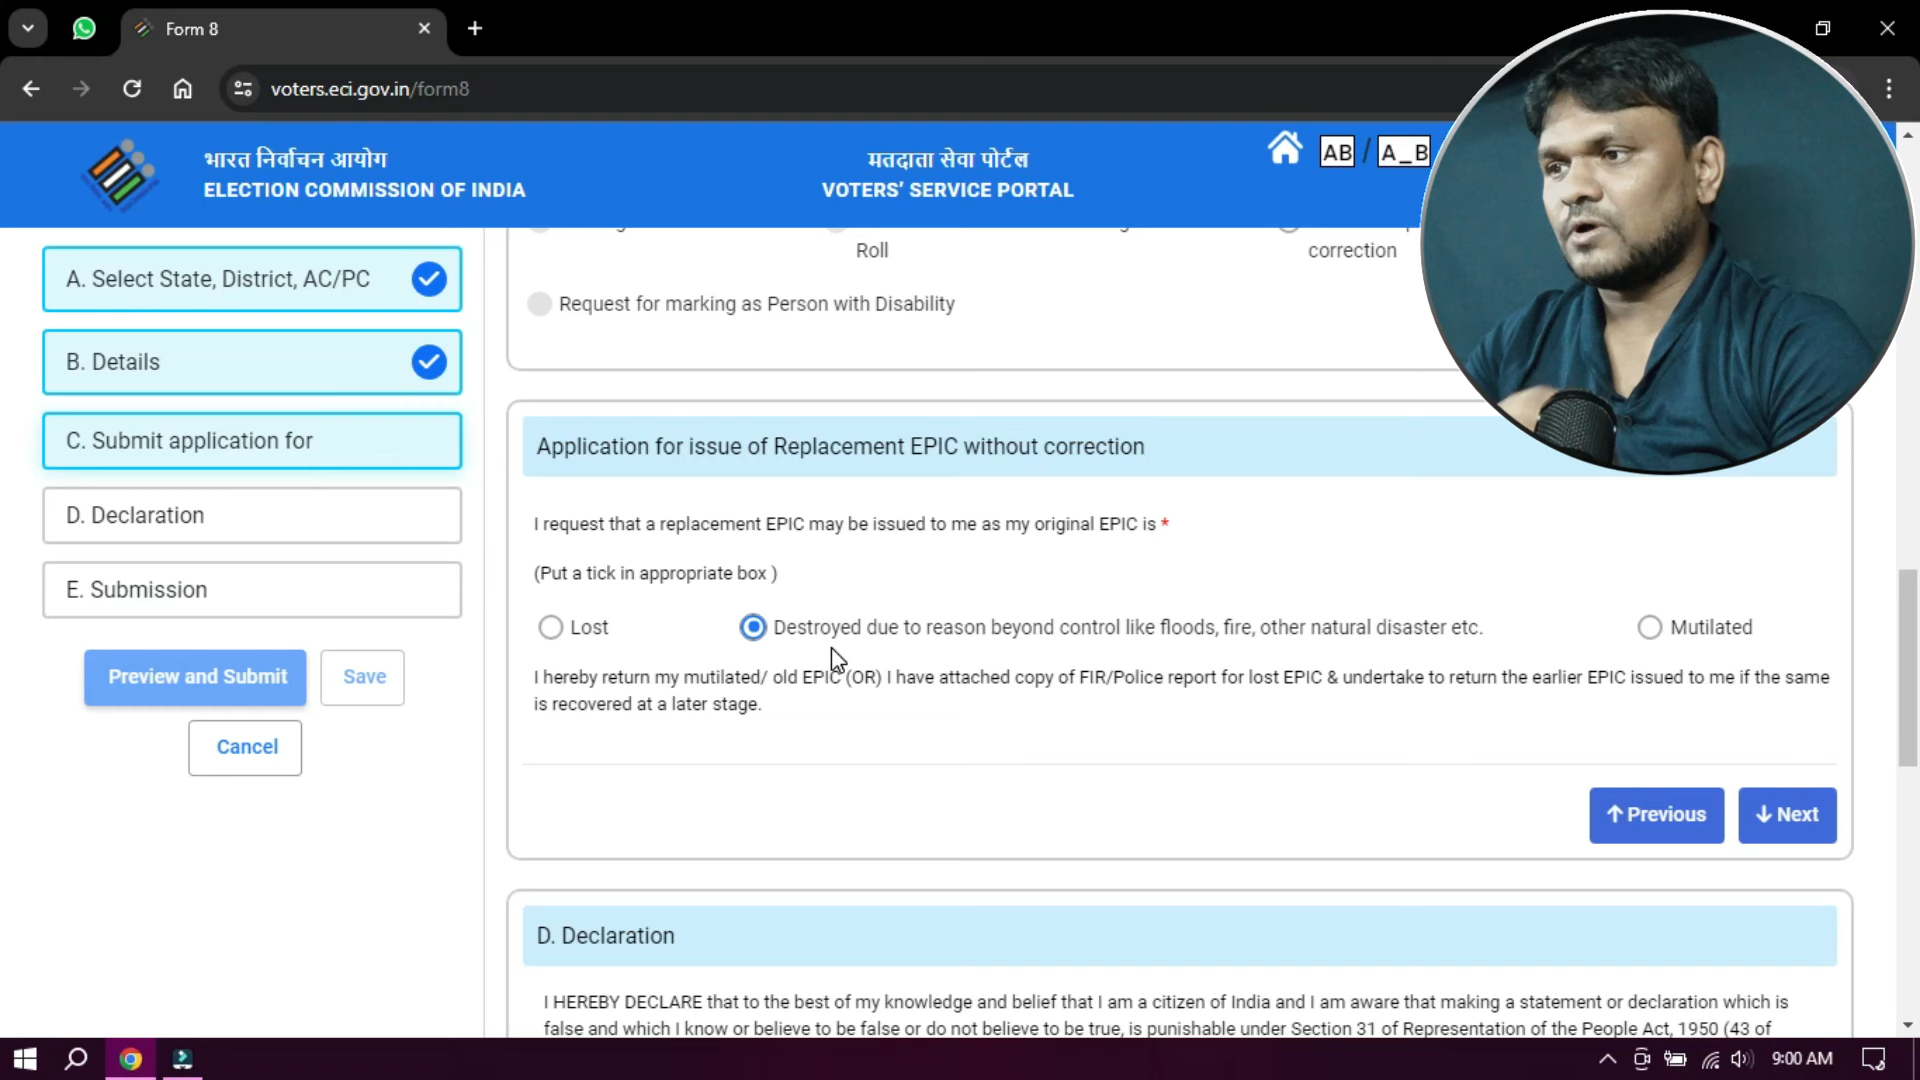 Form 8
voters.eci.gov.in/form8
भारत निर्वाचन आयोग
ELECTION COMMISSION OF INDIA
मतदाता सेवा पोर्टल
VOTERS' SERVICE PORTAL
AB / A_B
A. Select State, District, AC/PC
B. Details
C. Submit application for
D. Declaration
E. Submission
Preview and Submit
Save
Cancel
Roll
correction
Request for marking as Person with Disability
Application for issue of Replacement EPIC without correction
I request that a replacement EPIC may be issued to me as my original EPIC is *
(Put a tick in appropriate box )
Lost
Destroyed due to reason beyond control like floods, fire, other natural disaster etc.
Mutilated
I hereby return my mutilated/ old EPIC (OR) I have attached copy of FIR/Police report for lost EPIC & undertake to return the earlier EPIC issued to me if the same
is recovered at a later stage.
Previous
Next
D. Declaration
I HEREBY DECLARE that to the best of my knowledge and belief that I am a citizen of India and I am aware that making a statement or declaration which is
false and which I know or believe to be false or do not believe to be true, is punishable under Section 31 of Representation of the People Act, 1950 (43 of
9:00 AM